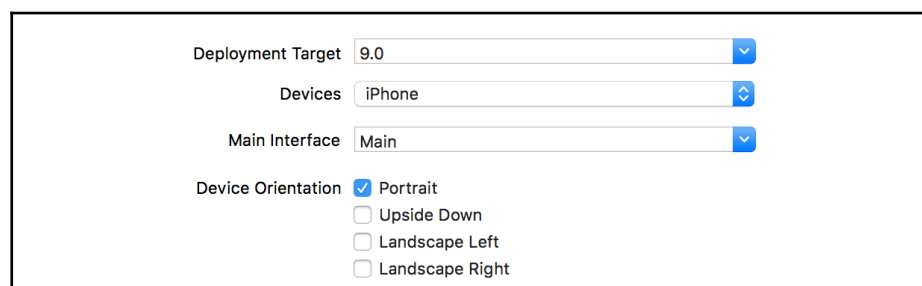 Deployment Target 9.0
Devices iPhone
Main Interface Main
Device Orientation Portrait
Upside Down
Landscape Left
Landscape Right